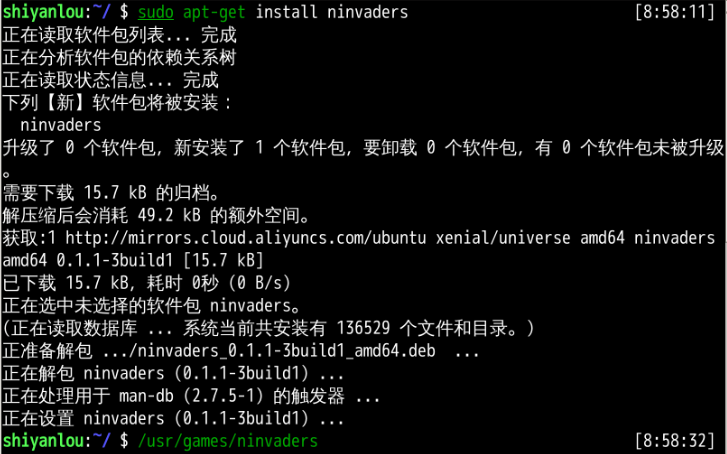 shiyanlou:~/ $ sudo apt-get install ninvaders [8:58:11]
正在读取软件包列表... 完成
正在分析软件包的依赖关系树
正在读取状态信息... 完成
下列【新】软件包将被安装：
  ninvaders
升级了 0 个软件包，新安装了 1 个软件包，要卸载 0 个软件包，有 0 个软件包未被升级
。
需要下载 15.7 kB 的归档。
解压缩后会消耗 49.2 kB 的额外空间。
获取:1 http://mirrors.cloud.aliyuncs.com/ubuntu xenial/universe amd64 ninvaders
amd64 0.1.1-3build1 [15.7 kB]
已下载 15.7 kB，耗时 0秒 (0 B/s)
正在选中未选择的软件包 ninvaders。
(正在读取数据库 ... 系统当前共安装有 136529 个文件和目录。)
正准备解包 .../ninvaders_0.1.1-3build1_amd64.deb  ...
正在解包 ninvaders (0.1.1-3build1) ...
正在处理用于 man-db (2.7.5-1) 的触发器 ...
正在设置 ninvaders (0.1.1-3build1) ...
shiyanlou:~/ $ /usr/games/ninvaders [8:58:32]